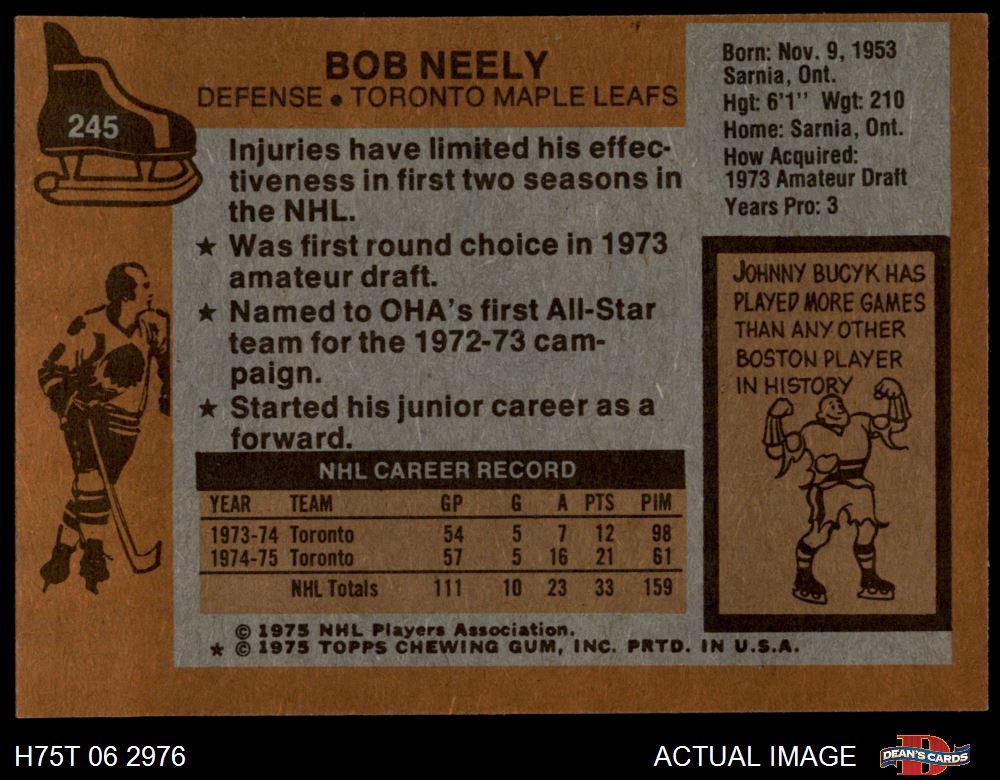 245
BOB NEELY
DEFENSE • TORONTO MAPLE LEAFS
Injuries have limited his effec-
tiveness in first two seasons in
the NHL.
★ Was first round choice in 1973
amateur draft.
★ Named to OHA's first All-Star
team for the 1972-73 cam-
paign.
★ Started his junior career as a
forward.
Born: Nov. 9, 1953
Sarnia, Ont.
Hgt: 6'1" Wgt: 210
Home: Sarnia, Ont.
How Acquired:
1973 Amateur Draft
Years Pro: 3
JOHNNY BUCYK HAS
PLAYED MORE GAMES
THAN ANY OTHER
BOSTON PLAYER
IN HISTORY
NHL CAREER RECORD
YEAR TEAM GP G A PTS PIM
1973-74 Toronto 54 5 7 12 98
1974-75 Toronto 57 5 16 21 61
NHL Totals 111 10 23 33 159
© 1975 NHL Players Association.
★ © 1975 TOPPS CHEWING GUM, INC. PRTD. IN U.S.A.
H75T 06 2976
ACTUAL IMAGE
DEAN'S CARDS